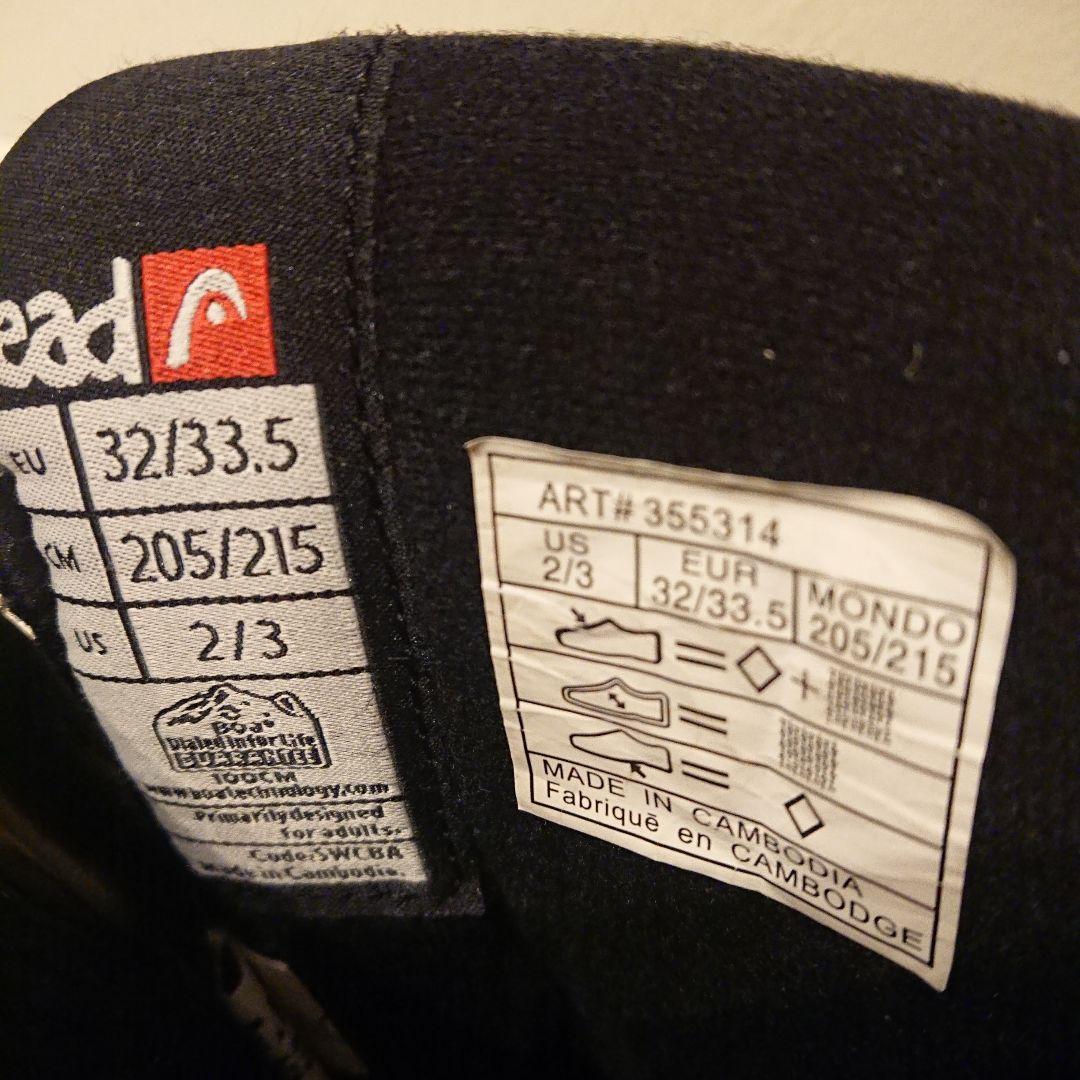 ead
EU 32/33.5
CM 205/215
US 2/3
Boa®
Dialed in for Life
GUARANTEE
100CM
www.boatechnology.com
Primarily designed
for adults.
Code:SWCBA
Made in Cambodia.
ART# 355314
US 2/3
EUR 32/33.5
MONDO 205/215
= +
=
=
MADE IN CAMBODIA
Fabriquē en CAMBODGE